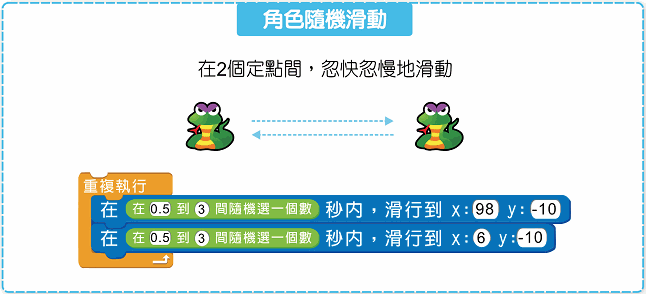 角色隨機滑動
在2個定點間，忽快忽慢地滑動
重複執行
在 在 0.5 到 3 間隨機選一個數 秒內，滑行到 x: 98 y: -10
在 在 0.5 到 3 間隨機選一個數 秒內，滑行到 x: 6 y: -10